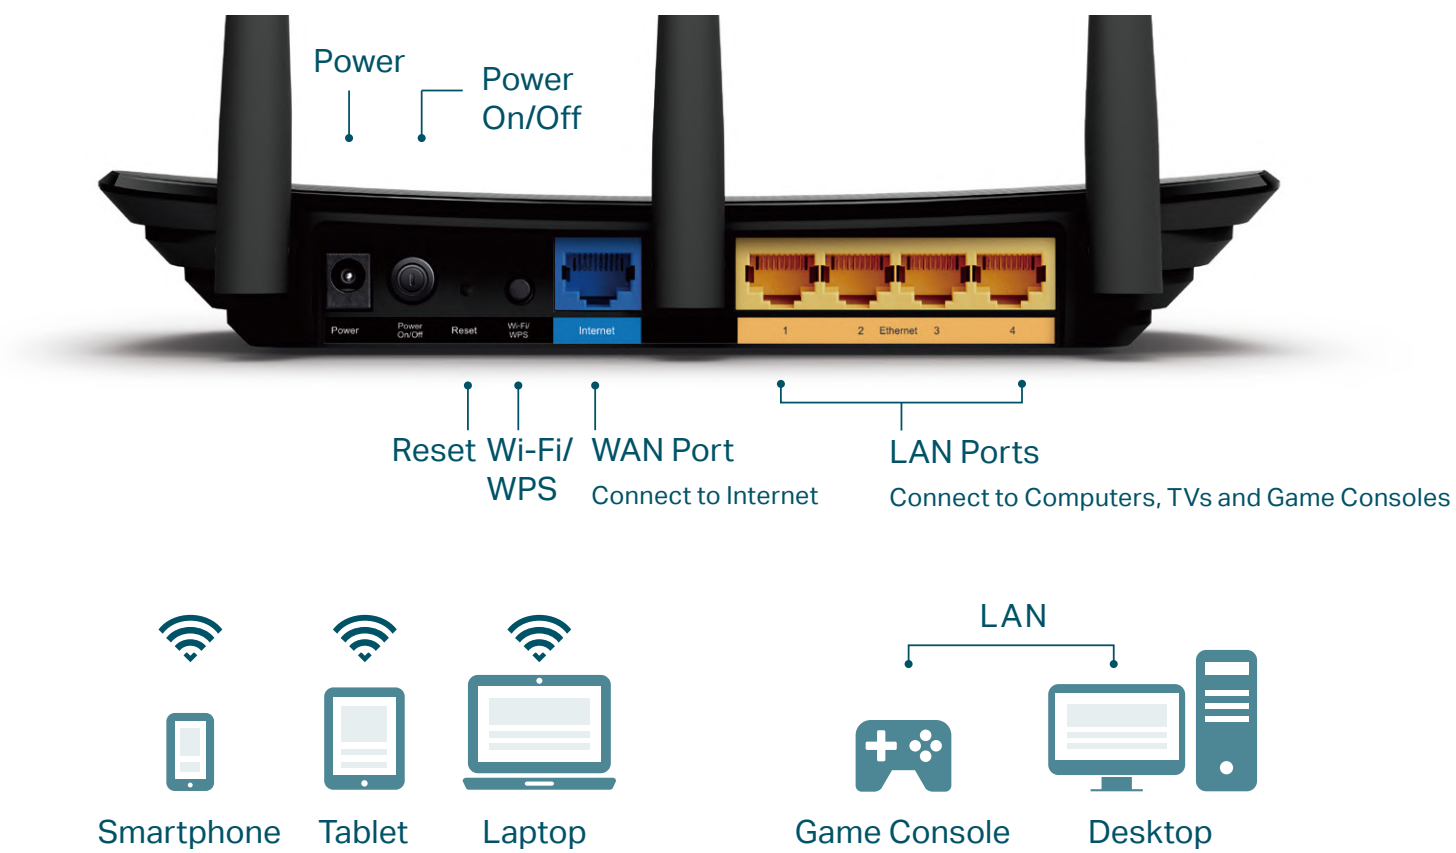 Power
Power
On/Off
Power
Power
On/Off
Reset
Wi-Fi/
WPS
Internet
1
2
Ethernet
3
4
Reset
Wi-Fi/
WPS
WAN Port
Connect to Internet
LAN Ports
Connect to Computers, TVs and Game Consoles
LAN
Smartphone
Tablet
Laptop
Game Console
Desktop